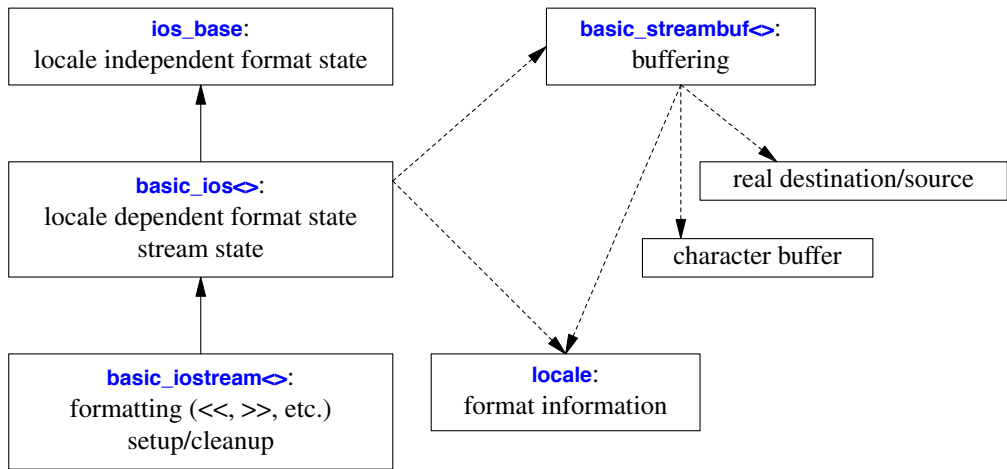 ios_base:
locale independent format state
basic_streambuf<>:
buffering
basic_ios<>:
locale dependent format state
stream state
real destination/source
character buffer
basic_iostream<>:
formatting (<<, >>, etc.)
setup/cleanup
locale:
format information